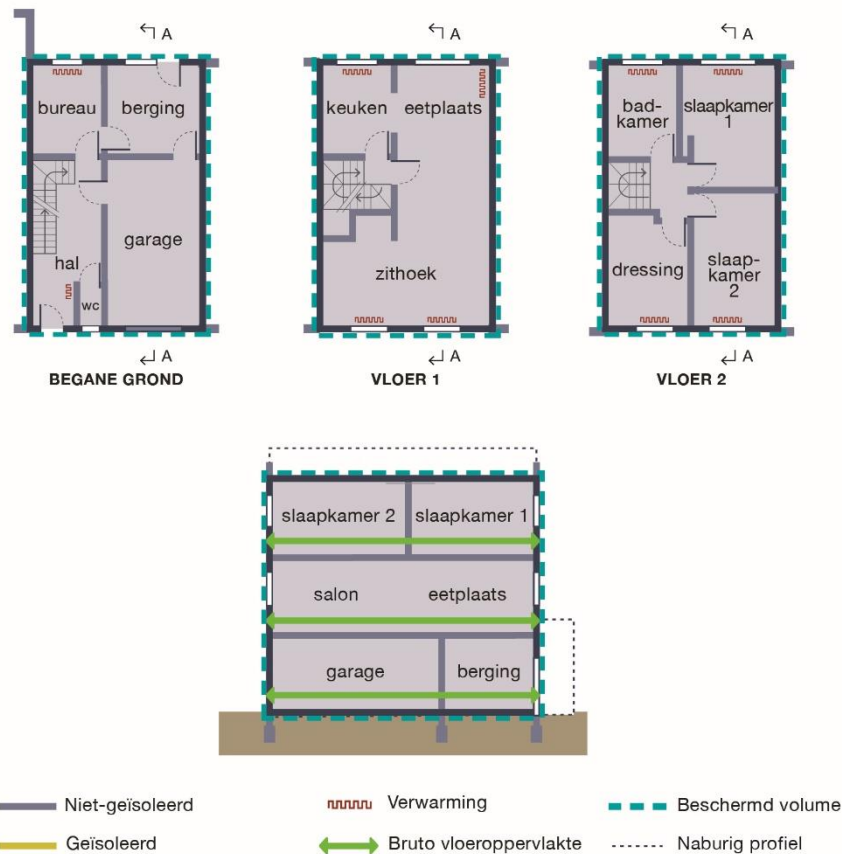 A A A
bureau berging
keuken eetplaats
bad-
kamer
slaapkamer
1
garage
hal
wc
zithoek
dressing
slaap-
kamer
2
A A A
BEGANE GROND
VLOER 1
VLOER 2
slaapkamer 2 slaapkamer 1
salon eetplaats
garage berging
Niet-geïsoleerd Verwarming Beschermd volume
Geïsoleerd Bruto vloeroppervlakte Naburig profiel